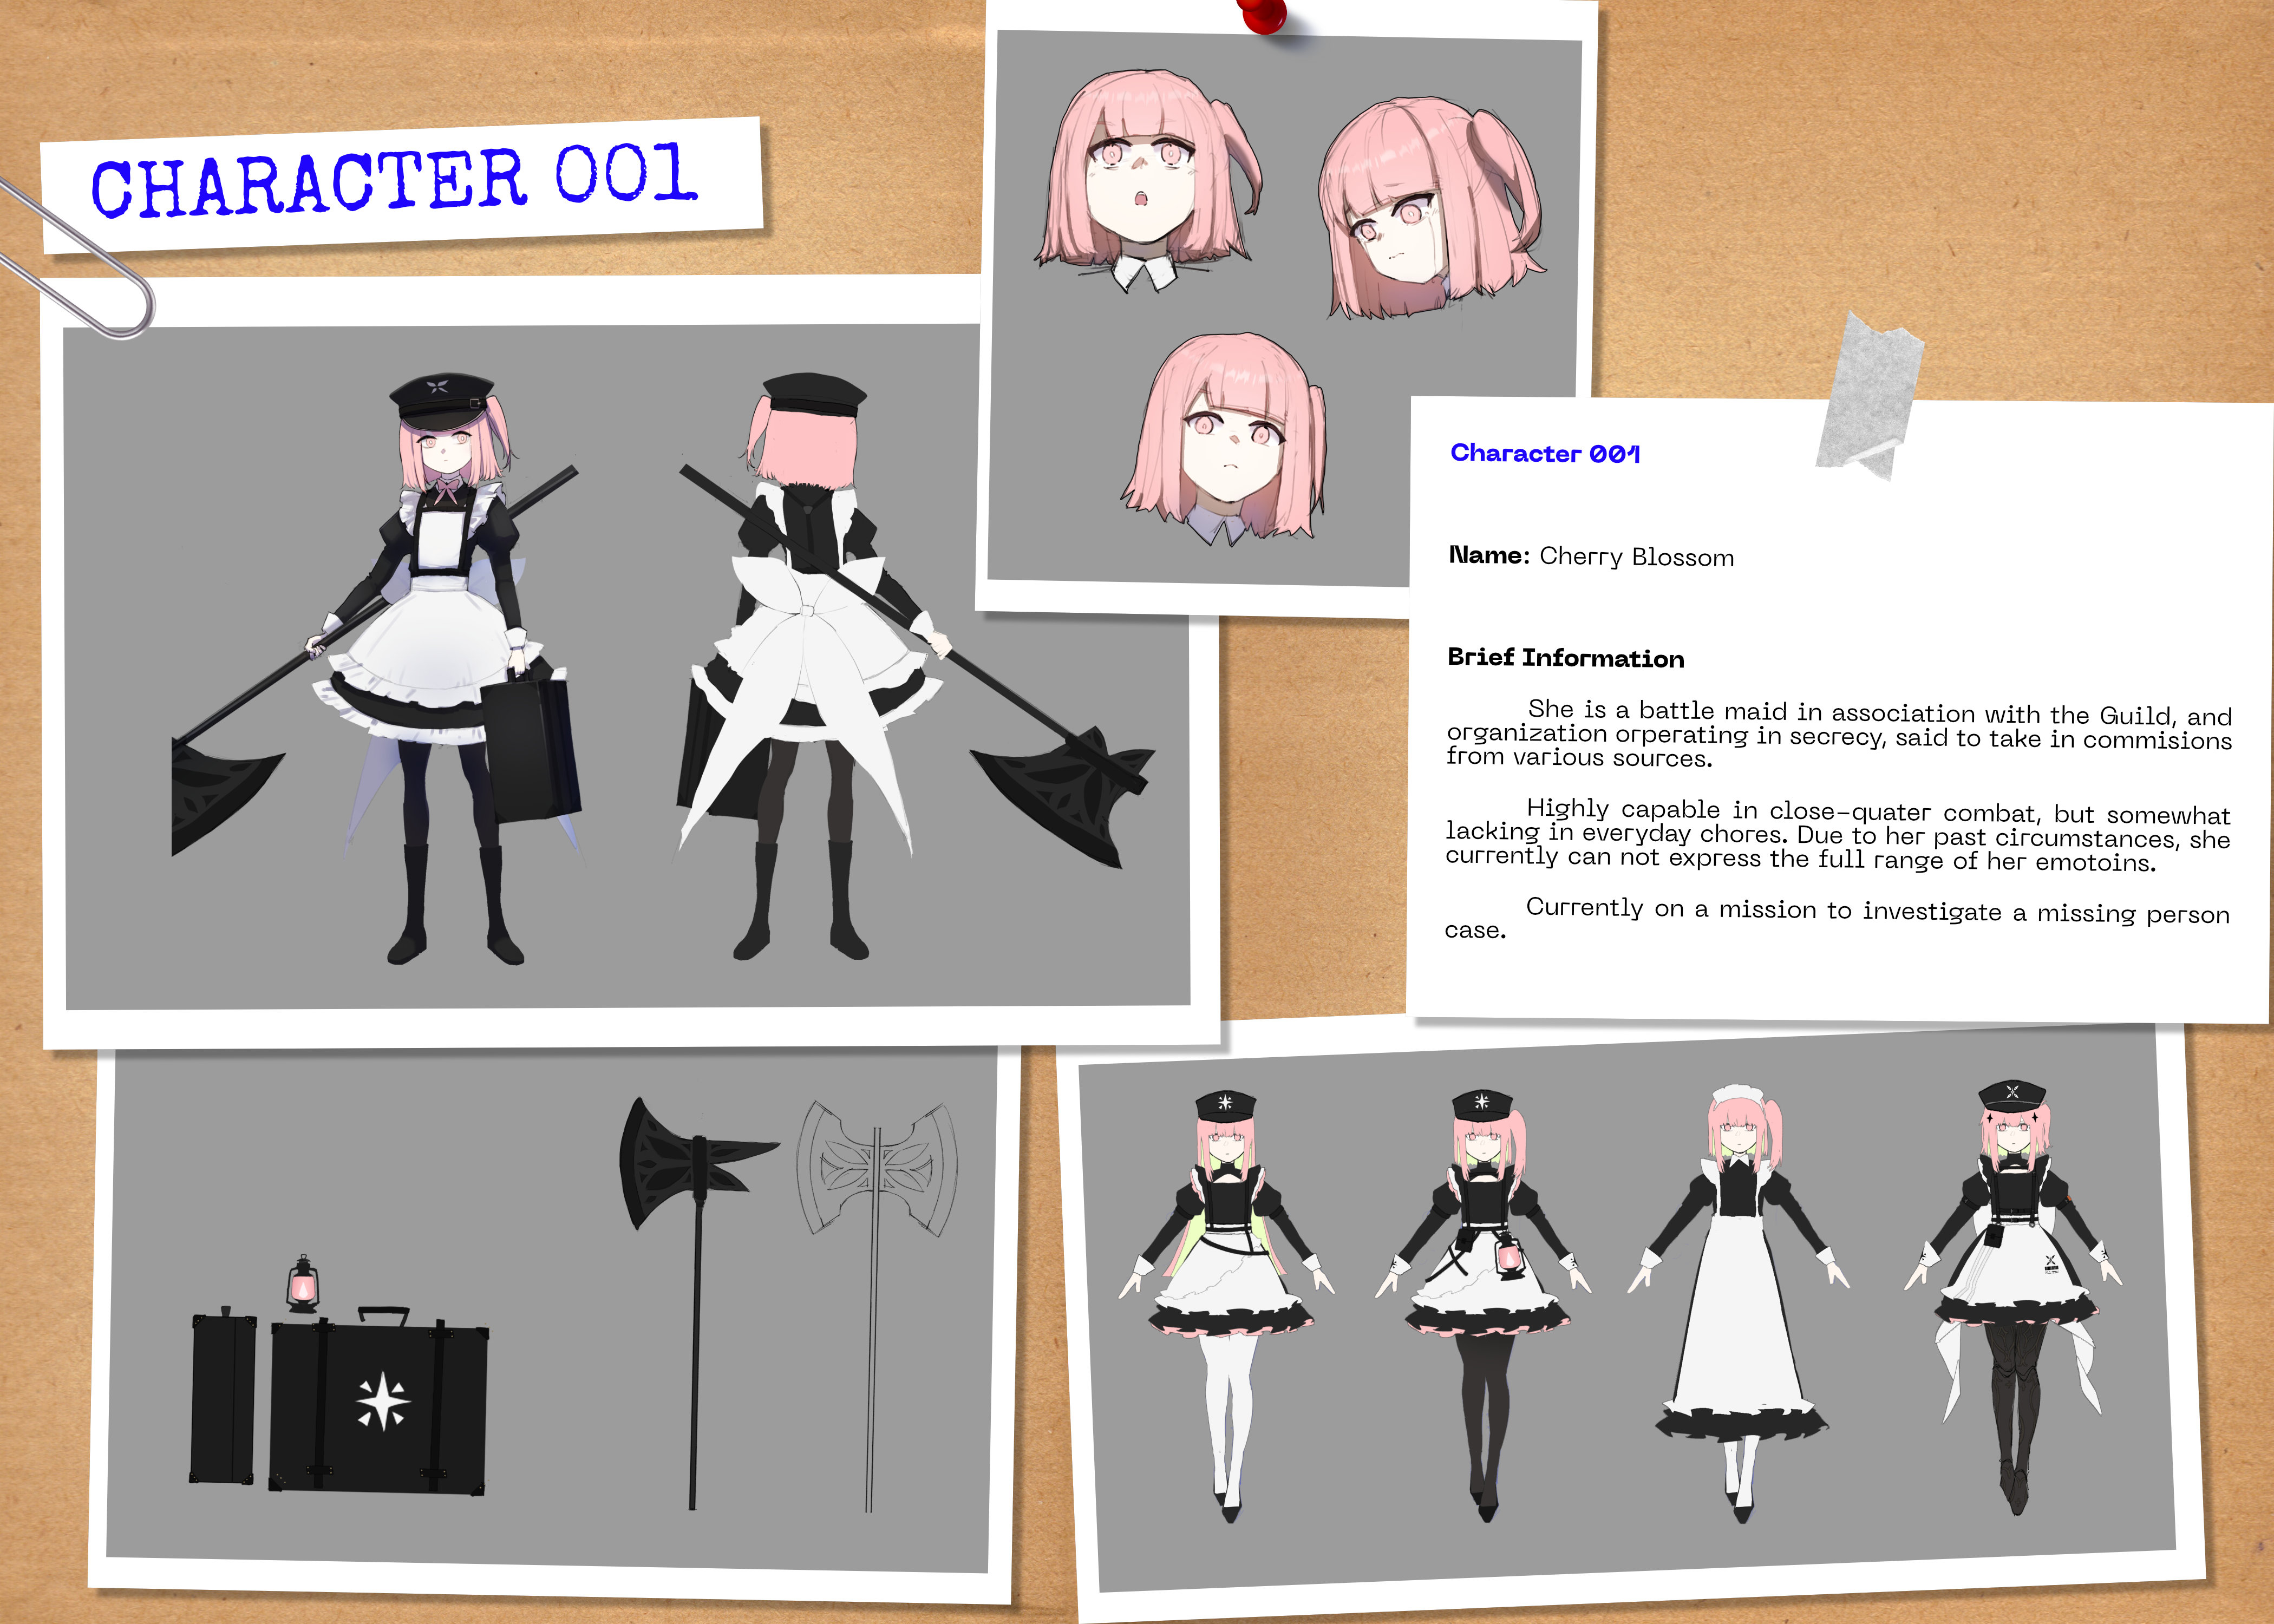 CHARACTER 001
Character 001
Name: Cherry Blossom
Brief Information
She is a battle maid in association with the Guild, and
organization orperating in secrecy, said to take in commisions
from various sources.
Highly capable in close-quater combat, but somewhat
lacking in everyday chores. Due to her past circumstances, she
currently can not express the full range of her emotoins.
Currently on a mission to investigate a missing person
case.